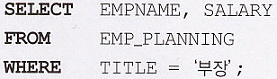 SELECT EMPNAME, SALARY
FROM EMP_PLANNING
WHERE TITLE = '부장';